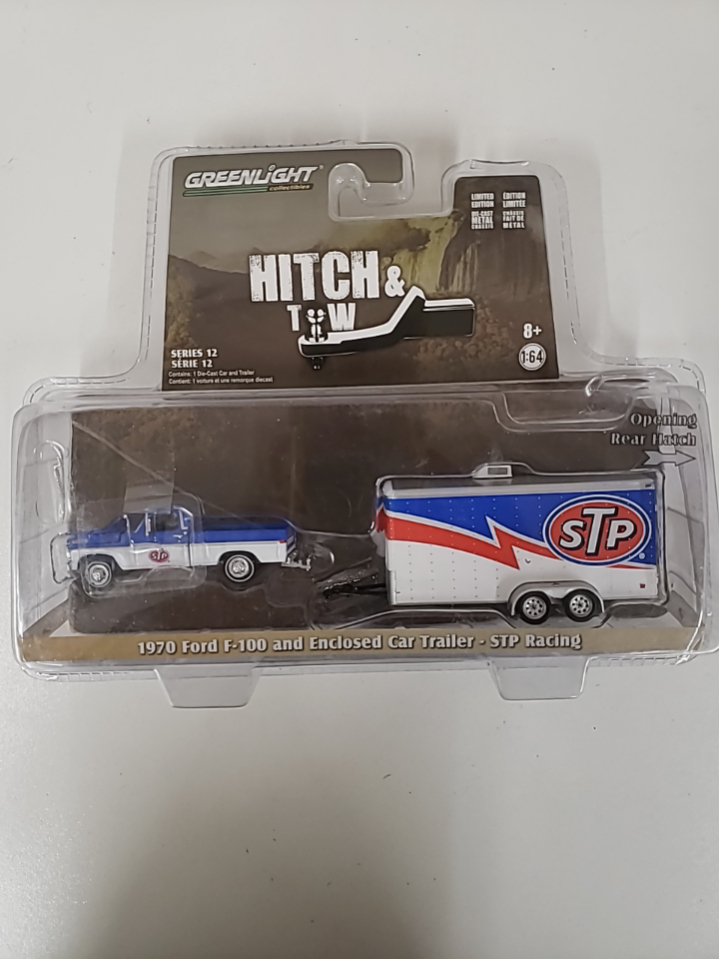 GREENLiGHT
collectibles
LIMITED EDITION
DIE-CAST METAL CHASSIS
ÉDITION LIMITÉE
CHÂSSIS FAIT DE MÉTAL
HITCH &
TOW
8+
1:64
SERIES 12
SÉRIE 12
Contains: 1 Die-Cast Car and Trailer
Contient: 1 voiture et une remorque diecast
Opening
Rear Hatch
STP
STP
1970 Ford F-100 and Enclosed Car Trailer - STP Racing